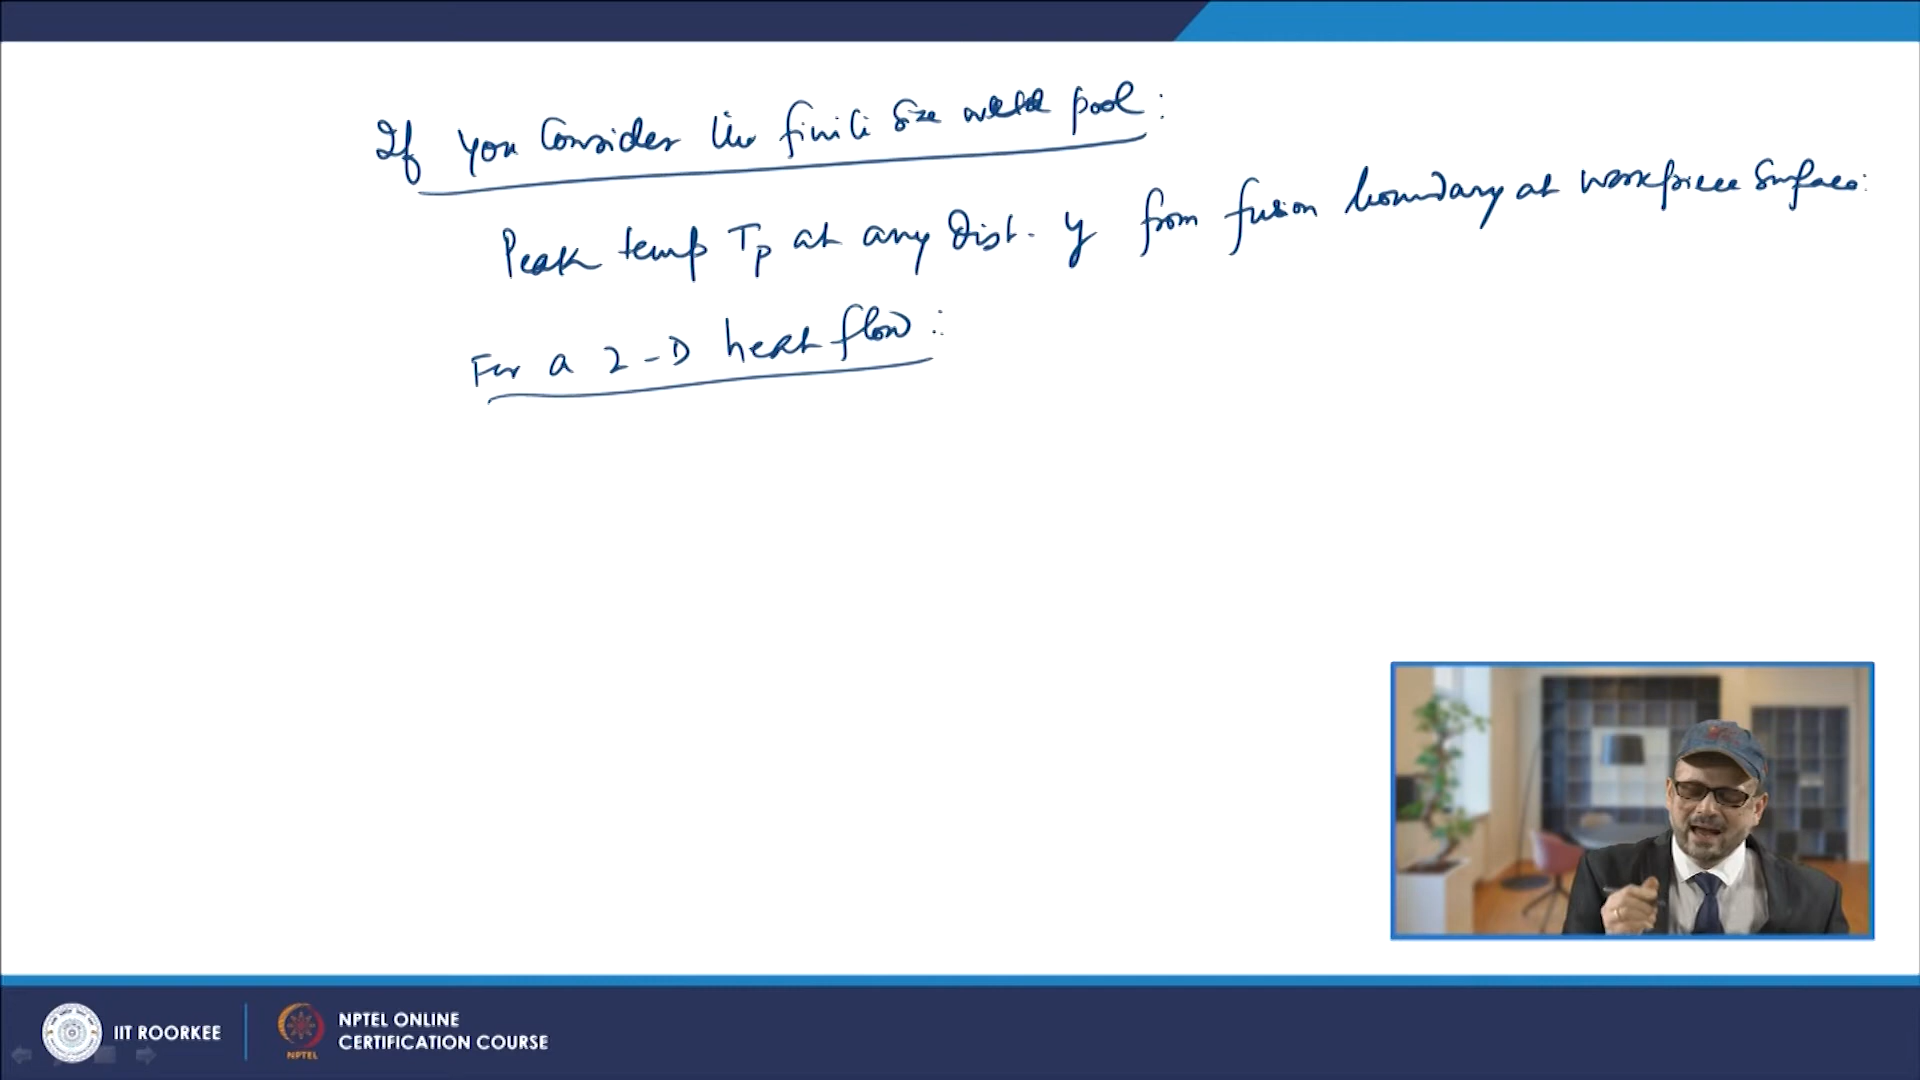 If you Consider the finite size weld pool:
Peak temp Tp at any Dist. y from fusion boundary at workpiece surface:
For a 2-D heat flow:
IIT ROORKEE
NPTEL
NPTEL ONLINE
CERTIFICATION COURSE